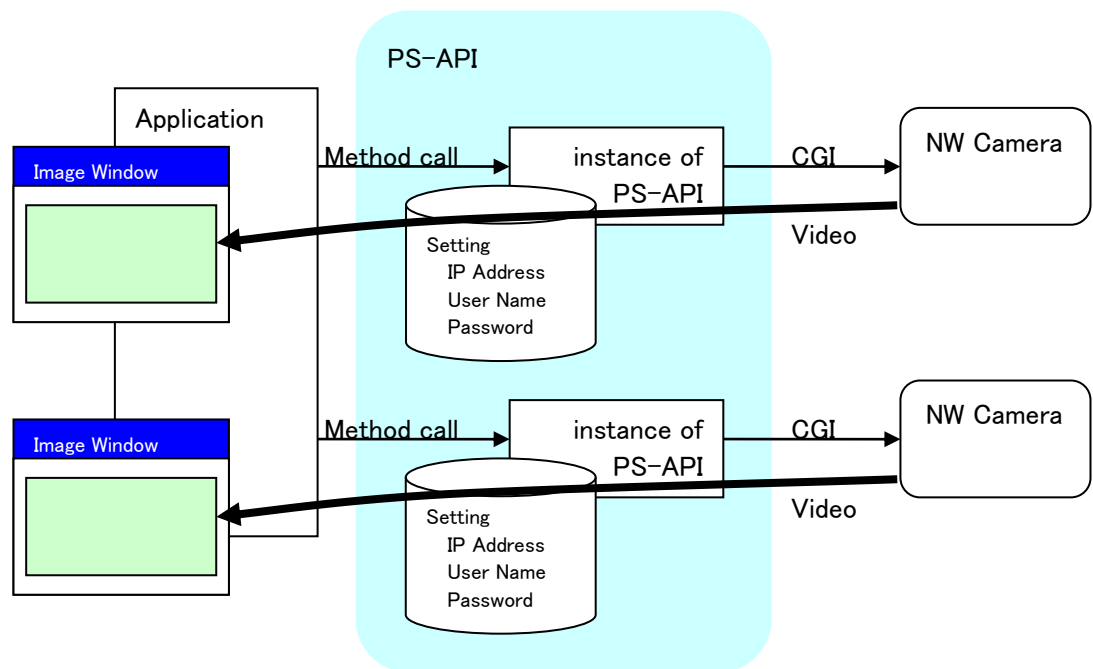 PS-API
Application
Image Window
Method call
instance of
PS-API
CGI
NW Camera
Video
Setting
IP Address
User Name
Password
Image Window
Method call
instance of
PS-API
CGI
NW Camera
Video
Setting
IP Address
User Name
Password